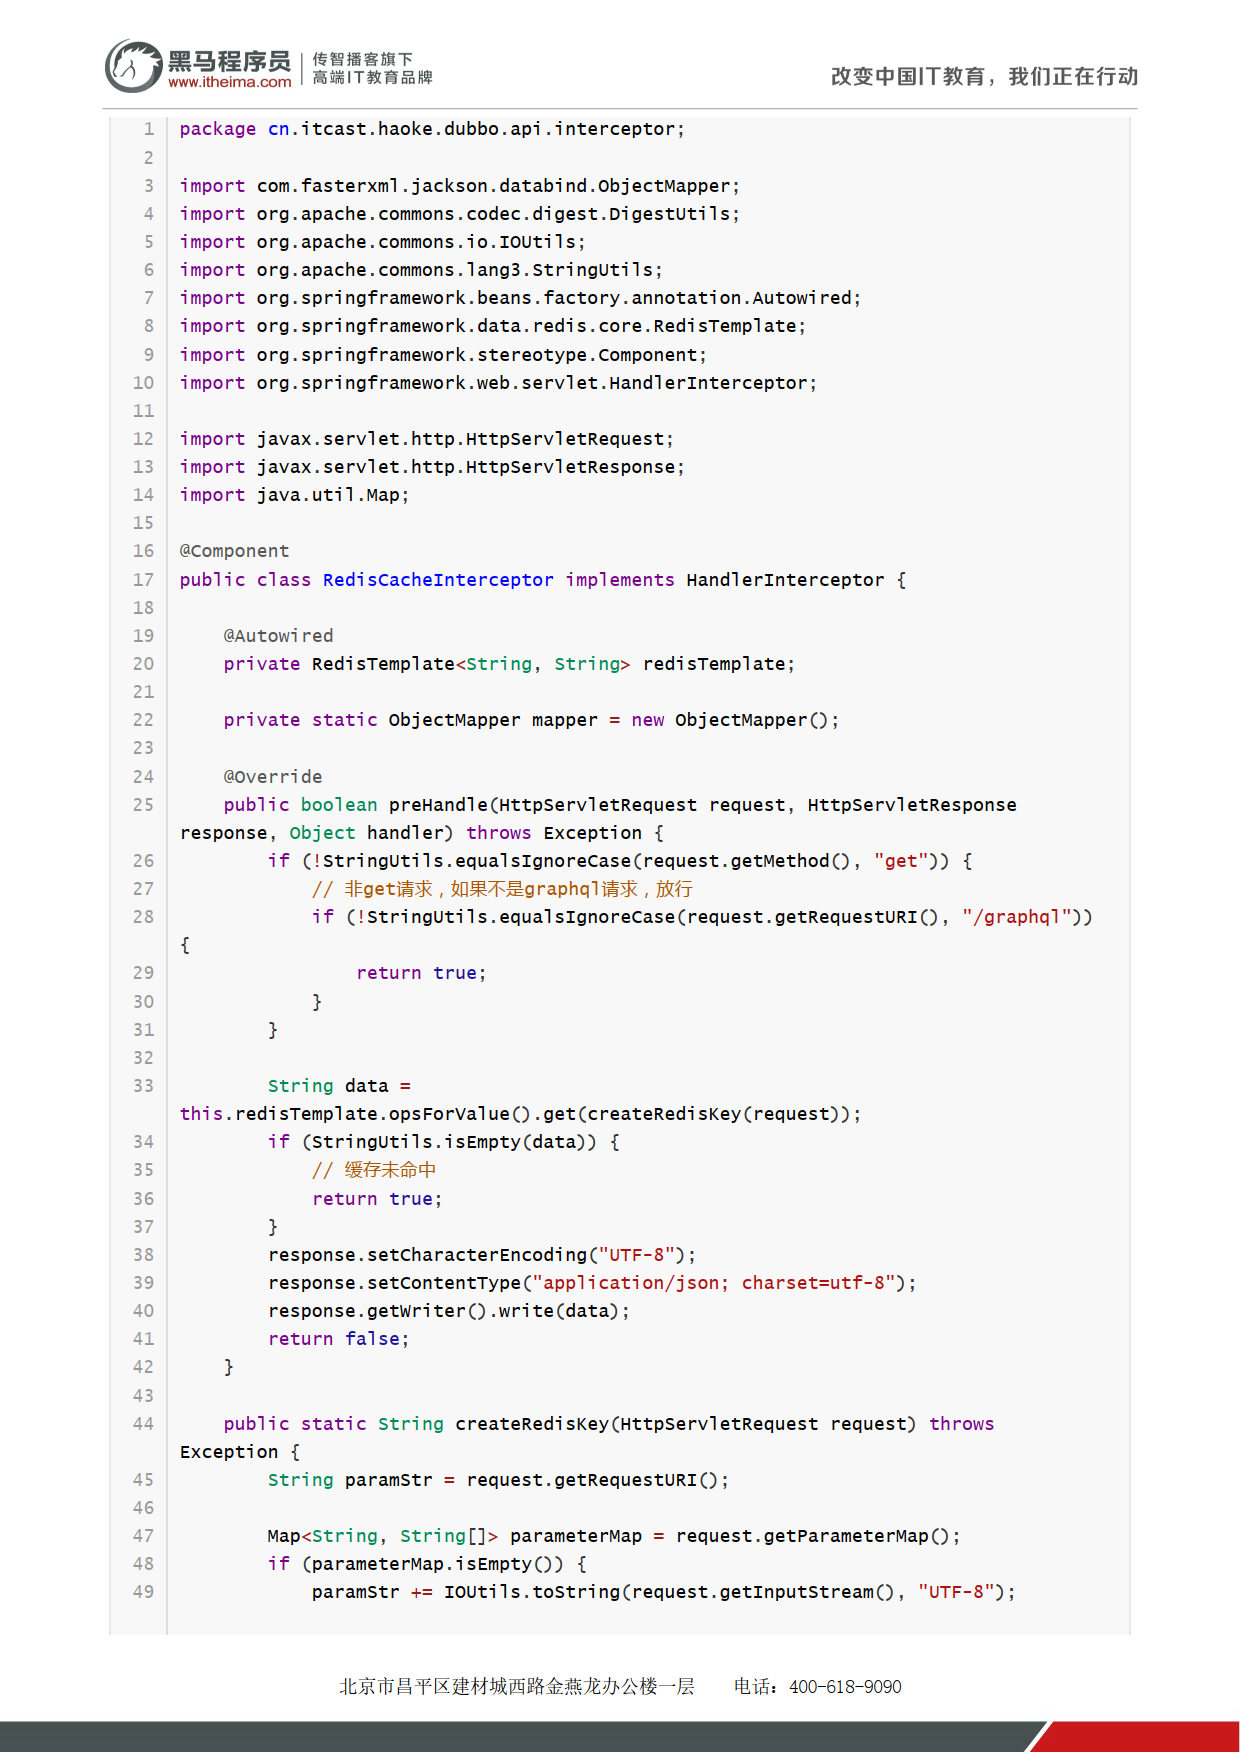 黑马程序员
www.itheima.com
传智播客旗下
高端IT教育品牌
改变中国IT教育，我们正在行动
1 package cn.itcast.haoke.dubbo.api.interceptor;
2
3 import com.fasterxml.jackson.databind.ObjectMapper;
4 import org.apache.commons.codec.digest.DigestUtils;
5 import org.apache.commons.io.IOUtils;
6 import org.apache.commons.lang3.StringUtils;
7 import org.springframework.beans.factory.annotation.Autowired;
8 import org.springframework.data.redis.core.RedisTemplate;
9 import org.springframework.stereotype.Component;
10 import org.springframework.web.servlet.HandlerInterceptor;
11
12 import javax.servlet.http.HttpServletRequest;
13 import javax.servlet.http.HttpServletResponse;
14 import java.util.Map;
15
16 @Component
17 public class RedisCacheInterceptor implements HandlerInterceptor {
18
19     @Autowired
20     private RedisTemplate<String, String> redisTemplate;
21
22     private static ObjectMapper mapper = new ObjectMapper();
23
24     @Override
25     public boolean preHandle(HttpServletRequest request, HttpServletResponse
response, Object handler) throws Exception {
26         if (!StringUtils.equalsIgnoreCase(request.getMethod(), "get")) {
27             // 非get请求，如果不是graphql请求，放行
28             if (!StringUtils.equalsIgnoreCase(request.getRequestURI(), "/graphql"))
{
29                 return true;
30             }
31         }
32
33         String data =
this.redisTemplate.opsForValue().get(createRedisKey(request));
34         if (StringUtils.isEmpty(data)) {
35             // 缓存未命中
36             return true;
37         }
38         response.setCharacterEncoding("UTF-8");
39         response.setContentType("application/json; charset=utf-8");
40         response.getWriter().write(data);
41         return false;
42     }
43
44     public static String createRedisKey(HttpServletRequest request) throws
Exception {
45         String paramStr = request.getRequestURI();
46
47         Map<String, String[]> parameterMap = request.getParameterMap();
48         if (parameterMap.isEmpty()) {
49             paramStr += IOUtils.toString(request.getInputStream(), "UTF-8");
北京市昌平区建材城西路金燕龙办公楼一层 电话：400-618-9090